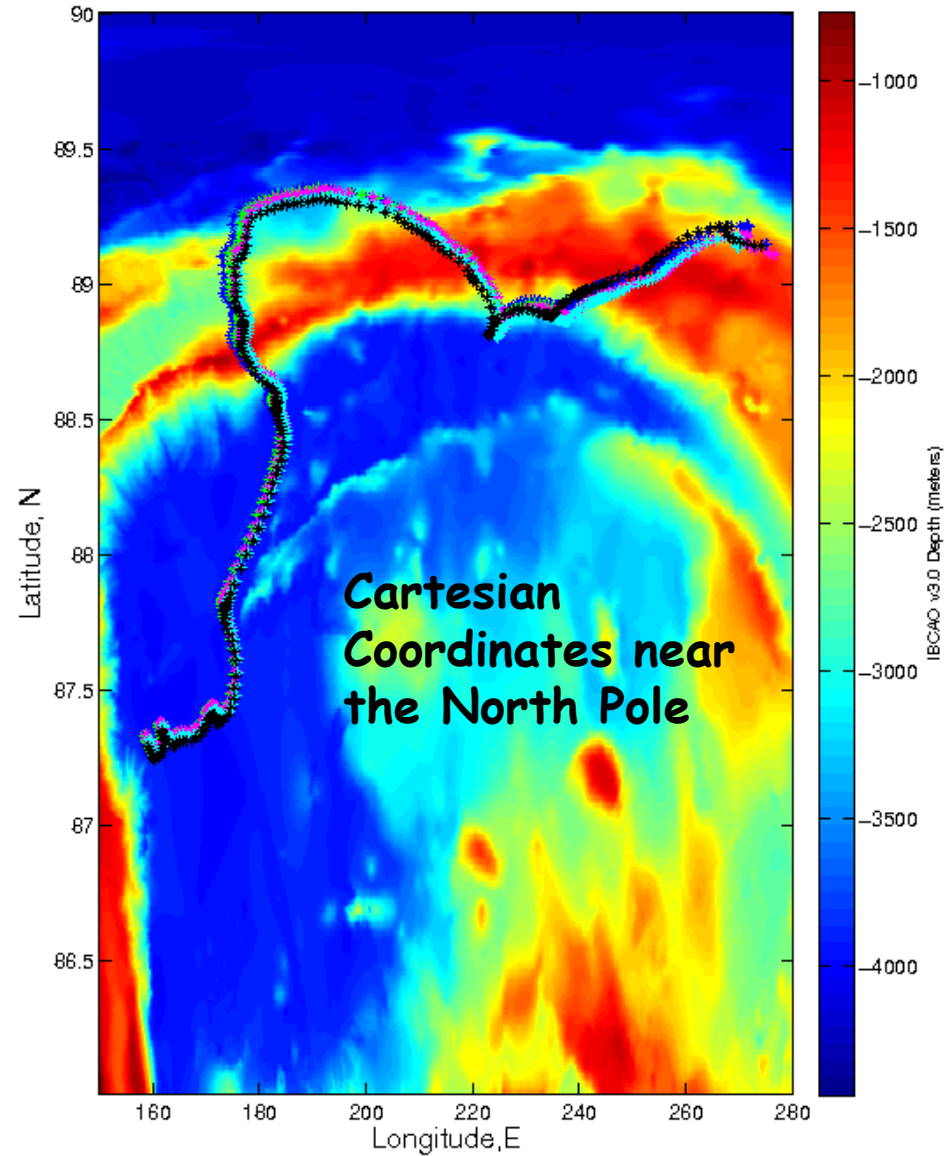 90
89.5
89
88.5
88
87.5
87
86.5
Latitude, N
Cartesian
Coordinates near
the North Pole
160 180 200 220 240 260 280
Longitude,E
−1000
−1500
−2000
−2500
−3000
−3500
−4000
IBCAO v3.0 Depth (meters)